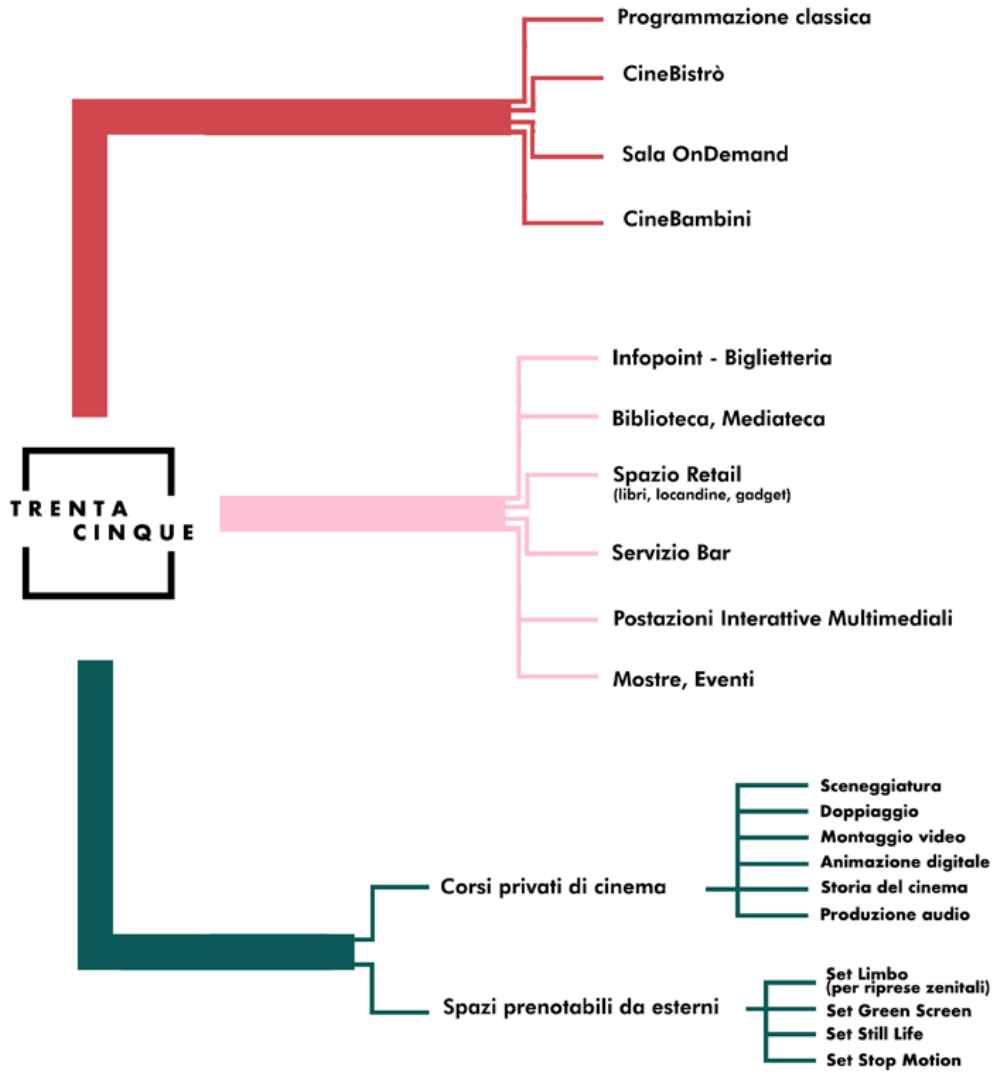 Programmazione classica
CineBistrò
Sala OnDemand
CineBambini
Infopoint - Biglietteria
Biblioteca, Mediateca
Spazio Retail
(libri, locandine, gadget)
Servizio Bar
Postazioni Interattive Multimediali
Mostre, Eventi
TRENTA
CINQUE
Corsi privati di cinema
Sceneggiatura
Doppiaggio
Montaggio video
Animazione digitale
Storia del cinema
Produzione audio
Spazi prenotabili da esterni
Set Limbo
(per riprese zenitali)
Set Green Screen
Set Still Life
Set Stop Motion